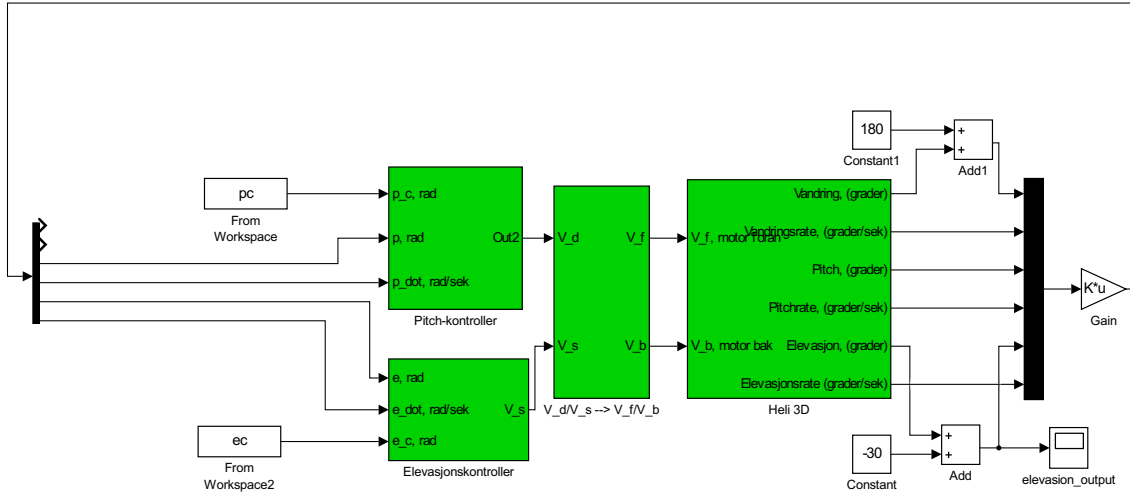 180
Constant1
+
+
Add1
pc
From
Workspace
p_c, rad
p, rad
p_dot, rad/sek
Out2
Pitch-kontroller
V_d
V_s
V_f
V_b
V_d/V_s --> V_f/V_b
V_f, motor foran
V_b, motor bak
Vandring, (grader)
Vandringsrate, (grader/sek)
Pitch, (grader)
Pitchrate, (grader/sek)
Elevasjon, (grader)
Elevasjonsrate (grader/sek)
Heli 3D
K*u
Gain
e, rad
e_dot, rad/sek
e_c, rad
V_s
Elevasjonskontroller
ec
From
Workspace2
-30
Constant
+
+
Add
elevasion_output